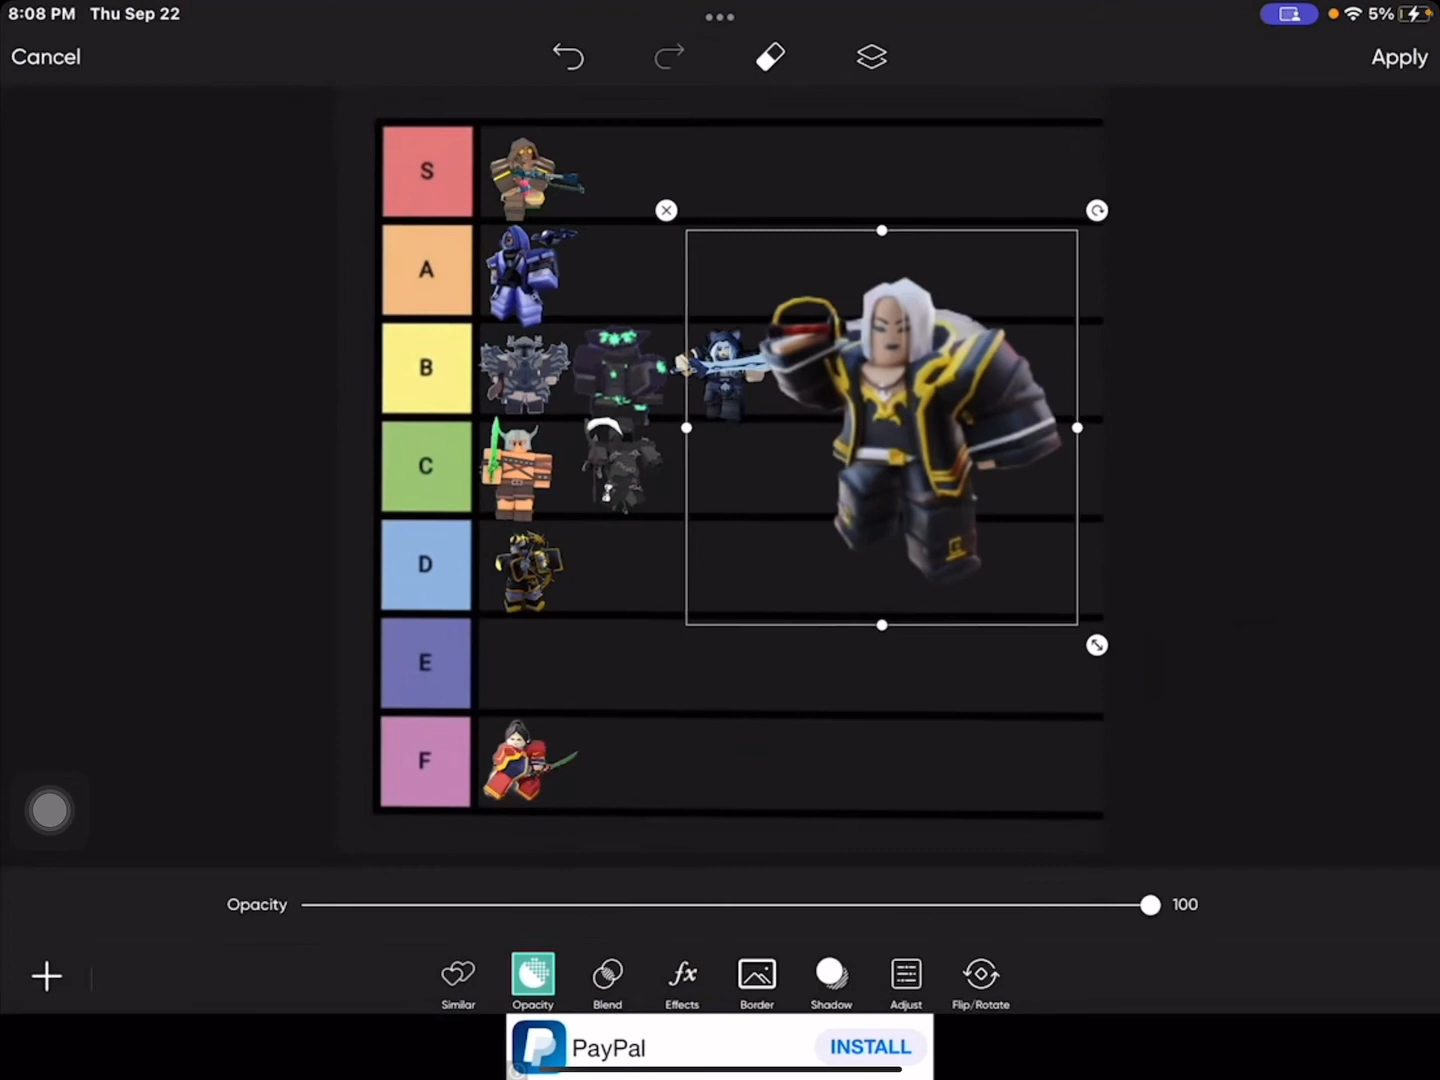 8:08 PM Thu Sep 22
5%
Cancel
Apply
S
A
B
C
D
E
F
Opacity
100
Similar
Opacity
Blend
fx
Effects
Border
Shadow
Adjust
Flip/Rotate
PayPal
INSTALL